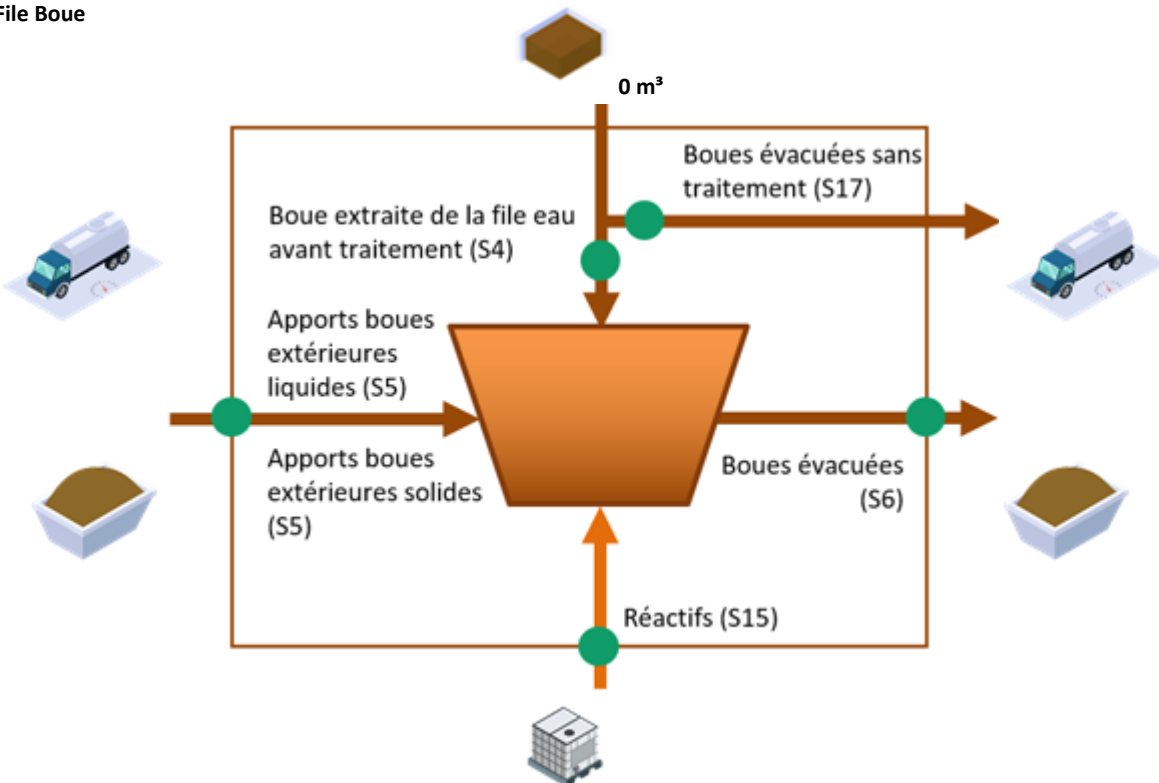 File Boue
0 m³
Boues évacuées sans
traitement (S17)
Boue extraite de la file eau
avant traitement (S4)
Apports boues
extérieures
liquides (S5)
Apports boues
extérieures solides
(S5)
Boues évacuées
(S6)
Réactifs (S15)